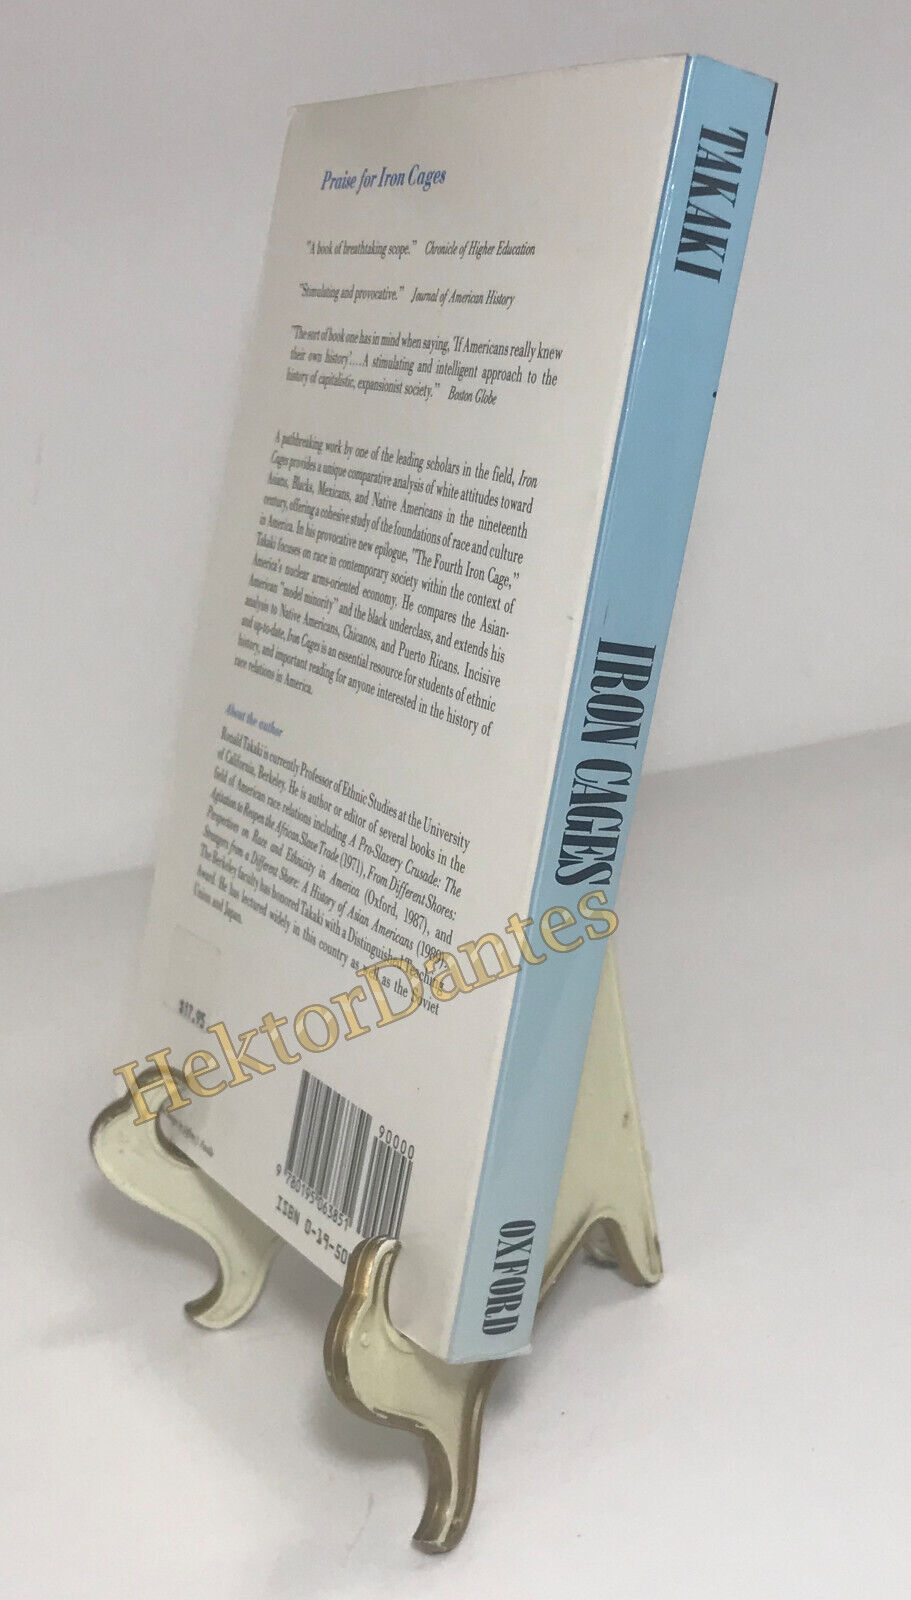 Praise for Iron Cages
"A book of breathtaking scope." Chronicle of Higher Education
"Stimulating and provocative." Journal of American History
"The sort of book one has in mind when saying, 'If Americans really knew
their own history'....A stimulating and intelligent approach to the
history of capitalistic, expansionist society." Boston Globe
A pathbreaking work by one of the leading scholars in the field, Iron
Cages provides a unique comparative analysis of white attitudes toward
Asians, Blacks, Mexicans, and Native Americans in the nineteenth
century, offering a cohesive study of the foundations of race and culture
in America. In his provocative new epilogue, "The Fourth Iron Cage,"
Takaki focuses on race in contemporary society within the context of
America's nuclear arms-oriented economy. He compares the Asian-
American "model minority" and the black underclass, and extends his
analysis to Native Americans, Chicanos, and Puerto Ricans. Incisive
and up-to-date, Iron Cages is an essential resource for students of ethnic
history, and important reading for anyone interested in the history of
race relations in America.
About the author
Ronald Takaki is currently Professor of Ethnic Studies at the University
of California, Berkeley. He is author or editor of several books in the
field of American race relations including A Pro-Slavery Crusade: The
Agitation to Reopen the African Slave Trade (1971), From Different Shores:
Perspectives on Race and Ethnicity in America (Oxford, 1987), and
Strangers from a Different Shore: A History of Asian Americans (1989).
The Berkeley faculty has honored Takaki with a Distinguished Teaching
Award. He has lectured widely in this country as well as the Soviet
Union and Japan.
$17.95
90000
9 780195 063851
ISBN 0-19-50
TAKAKI
IRON CAGES
OXFORD
HektorDantes